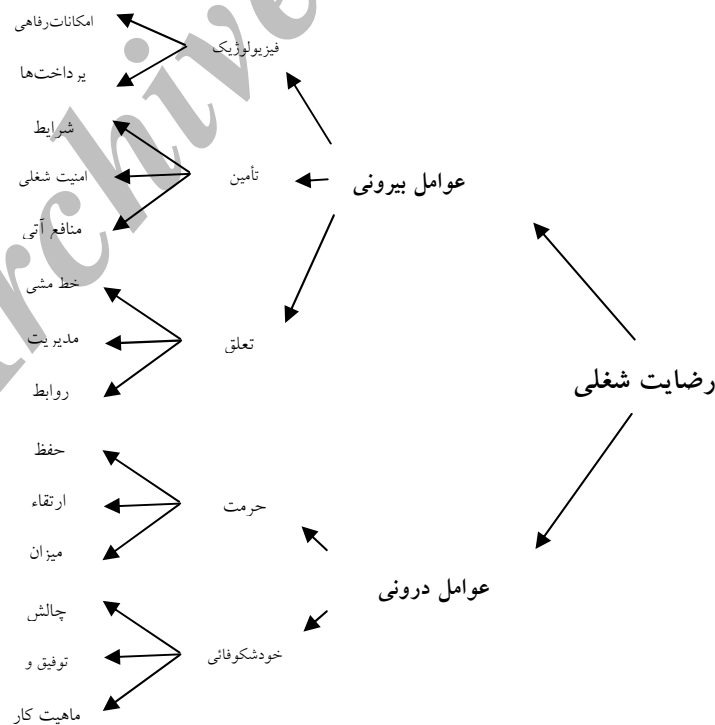 رضایت شغلی
عوامل بیرونی
فیزیولوژیک
امکانات‌رفاهی
پرداخت‌ها
تأمین
شرایط
امنیت شغلی
منافع آتی
تعلق
خط مشی
مدیریت
روابط
عوامل درونی
حرمت
حفظ
ارتقاء
میزان
خودشکوفائی
چالش
توفیق و
ماهیت کار